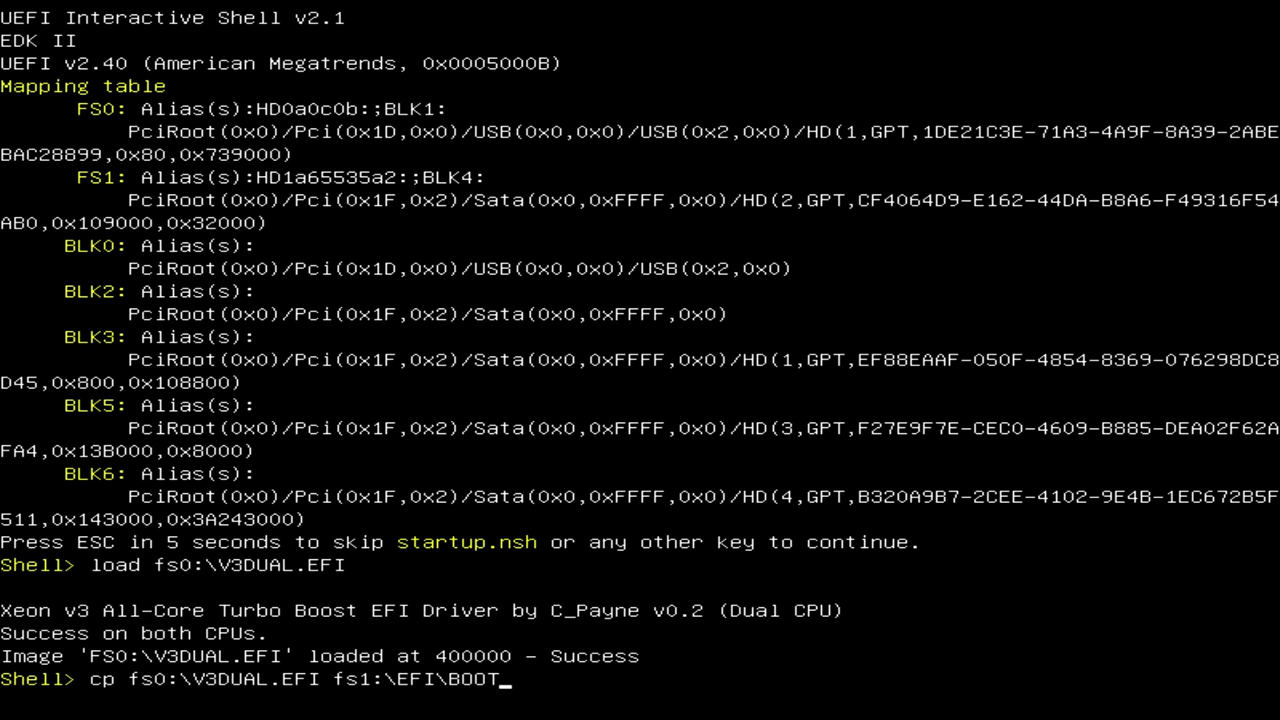 UEFI Interactive Shell v2.1
EDK II
UEFI v2.40 (American Megatrends, 0x0005000B)
Mapping table
FS0: Alias(s):HD0a0c0b:;BLK1:
PciRoot(0x0)/Pci(0x1D,0x0)/USB(0x0,0x0)/USB(0x2,0x0)/HD(1,GPT,1DE21C3E-71A3-4A9F-8A39-2ABE
BAC28899,0x80,0x739000)
FS1: Alias(s):HD1a65535a2:;BLK4:
PciRoot(0x0)/Pci(0x1F,0x2)/Sata(0x0,0xFFFF,0x0)/HD(2,GPT,CF4064D9-E162-44DA-B8A6-F49316F54
AB0,0x109000,0x32000)
BLK0: Alias(s):
PciRoot(0x0)/Pci(0x1D,0x0)/USB(0x0,0x0)/USB(0x2,0x0)
BLK2: Alias(s):
PciRoot(0x0)/Pci(0x1F,0x2)/Sata(0x0,0xFFFF,0x0)
BLK3: Alias(s):
PciRoot(0x0)/Pci(0x1F,0x2)/Sata(0x0,0xFFFF,0x0)/HD(1,GPT,EF88EAAF-050F-4854-8369-076298DC8
D45,0x800,0x108800)
BLK5: Alias(s):
PciRoot(0x0)/Pci(0x1F,0x2)/Sata(0x0,0xFFFF,0x0)/HD(3,GPT,F27E9F7E-CEC0-4609-B885-DEA02F62A
FA4,0x13B000,0x8000)
BLK6: Alias(s):
PciRoot(0x0)/Pci(0x1F,0x2)/Sata(0x0,0xFFFF,0x0)/HD(4,GPT,B320A9B7-2CEE-4102-9E4B-1EC672B5F
511,0x143000,0x3A243000)
Press ESC in 5 seconds to skip startup.nsh or any other key to continue.
Shell> load fs0:\V3DUAL.EFI
Xeon v3 All-Core Turbo Boost EFI Driver by C_Payne v0.2 (Dual CPU)
Success on both CPUs.
Image 'FS0:\V3DUAL.EFI' loaded at 400000 - Success
Shell> cp fs0:\V3DUAL.EFI fs1:\EFI\BOOT_